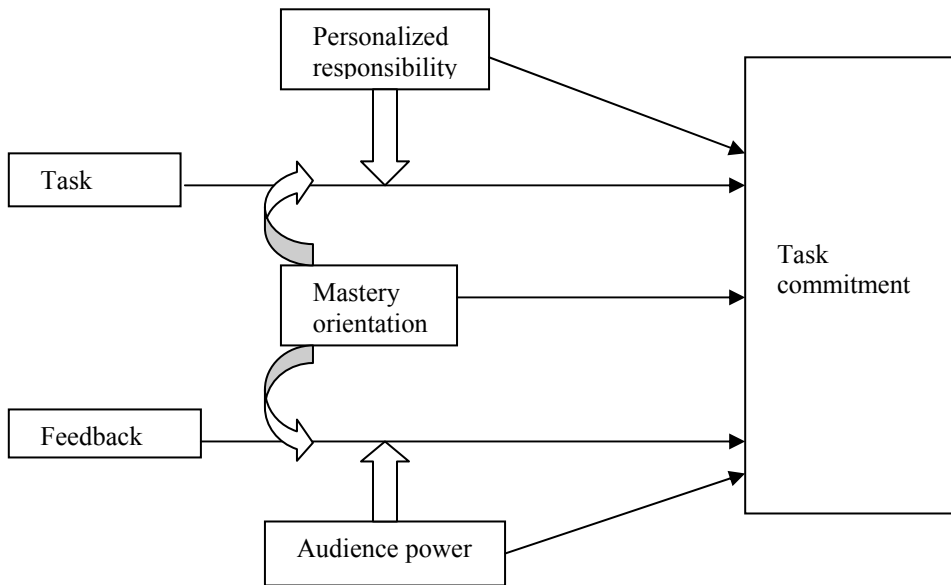 Personalized
responsibility
Task
Task
commitment
Mastery
orientation
Feedback
Audience power